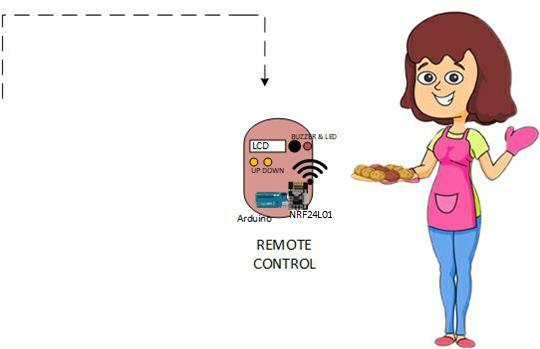 BUZZER & LED
LCD
UP DOWN
Arduino
NRF24L01
REMOTE
CONTROL